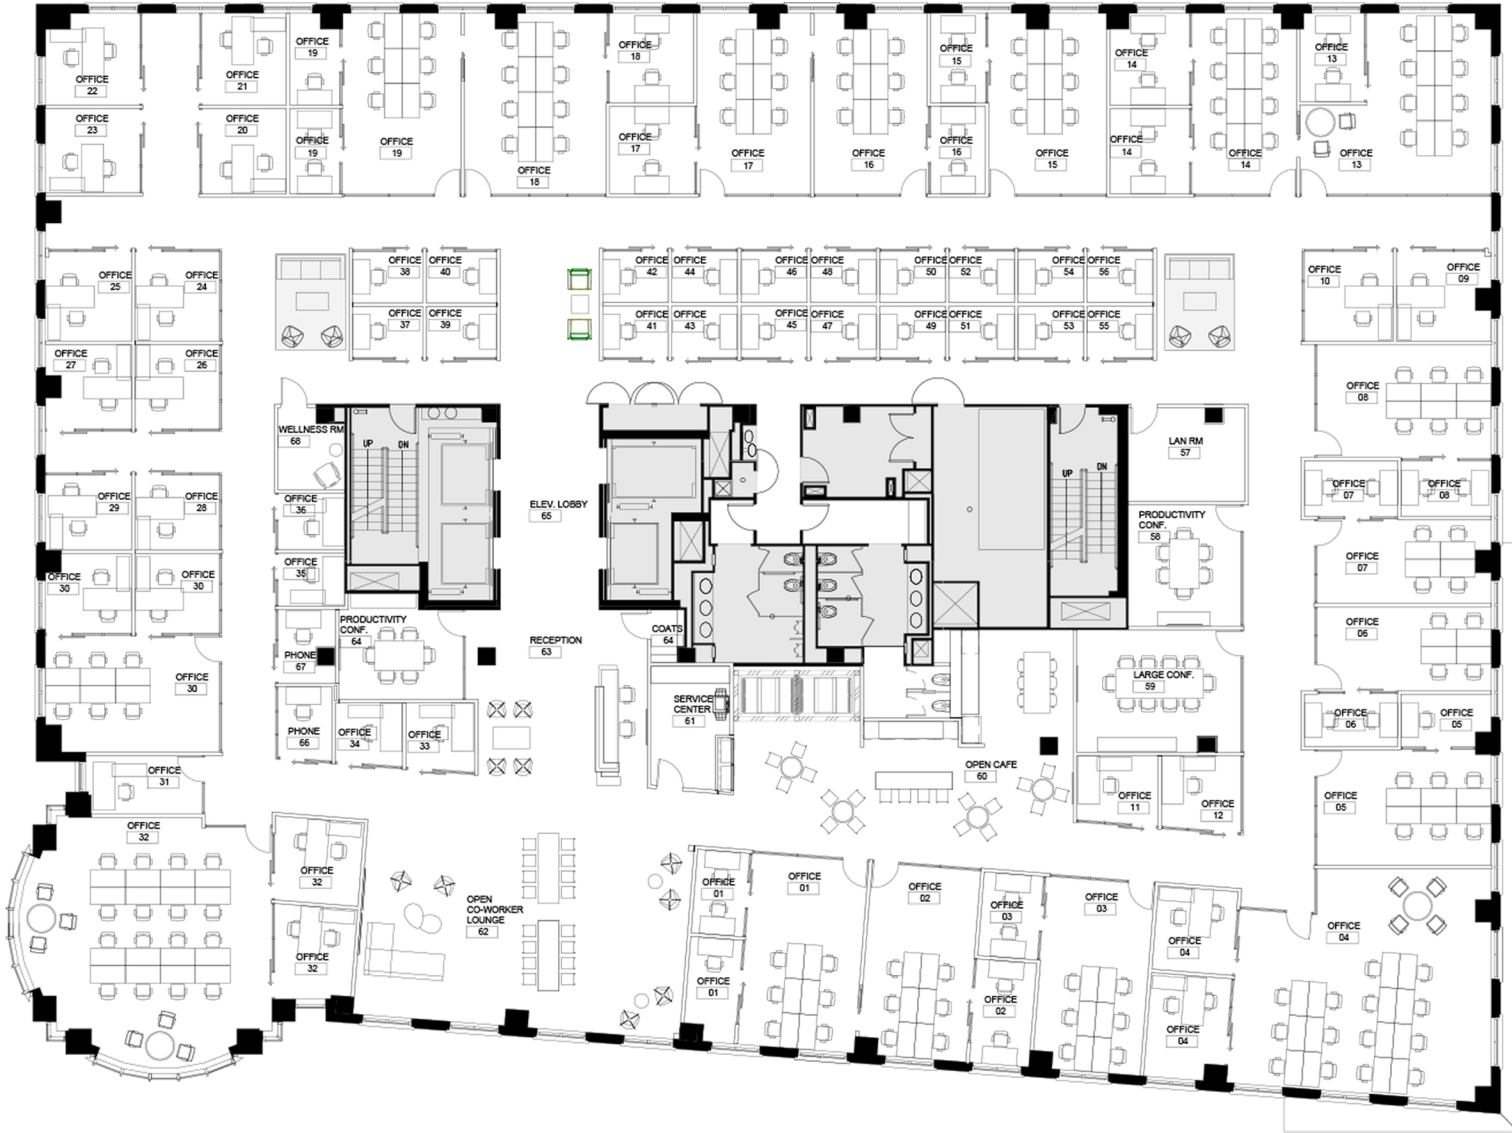 OFFICE
22
OFFICE
21
OFFICE
19
OFFICE
19
OFFICE
18
OFFICE
18
OFFICE
17
OFFICE
17
OFFICE
16
OFFICE
15
OFFICE
16
OFFICE
15
OFFICE
14
OFFICE
14
OFFICE
14
OFFICE
13
OFFICE
13
OFFICE
23
OFFICE
20
OFFICE
19
OFFICE
25
OFFICE
24
OFFICE
27
OFFICE
26
OFFICE
38
OFFICE
40
OFFICE
37
OFFICE
39
OFFICE
42
OFFICE
44
OFFICE
46
OFFICE
48
OFFICE
50
OFFICE
52
OFFICE
54
OFFICE
56
OFFICE
41
OFFICE
43
OFFICE
45
OFFICE
47
OFFICE
49
OFFICE
51
OFFICE
53
OFFICE
55
OFFICE
10
OFFICE
09
OFFICE
08
OFFICE
07
OFFICE
08
OFFICE
07
OFFICE
06
OFFICE
06
OFFICE
05
OFFICE
05
WELLNESS RM
68
UP
DN
ELEV. LOBBY
65
UP
DN
LAN RM
57
PRODUCTIVITY
CONF.
58
OFFICE
29
OFFICE
28
OFFICE
30
OFFICE
30
OFFICE
30
OFFICE
36
OFFICE
35
PRODUCTIVITY
CONF.
64
PHONE
67
PHONE
66
OFFICE
34
OFFICE
33
RECEPTION
63
COATS
64
SERVICE
CENTER
61
LARGE CONF.
59
OPEN CAFE
60
OFFICE
11
OFFICE
12
OFFICE
31
OFFICE
32
OFFICE
32
OFFICE
32
OPEN
CO-WORKER
LOUNGE
62
OFFICE
01
OFFICE
01
OFFICE
01
OFFICE
02
OFFICE
02
OFFICE
03
OFFICE
03
OFFICE
04
OFFICE
04
OFFICE
04